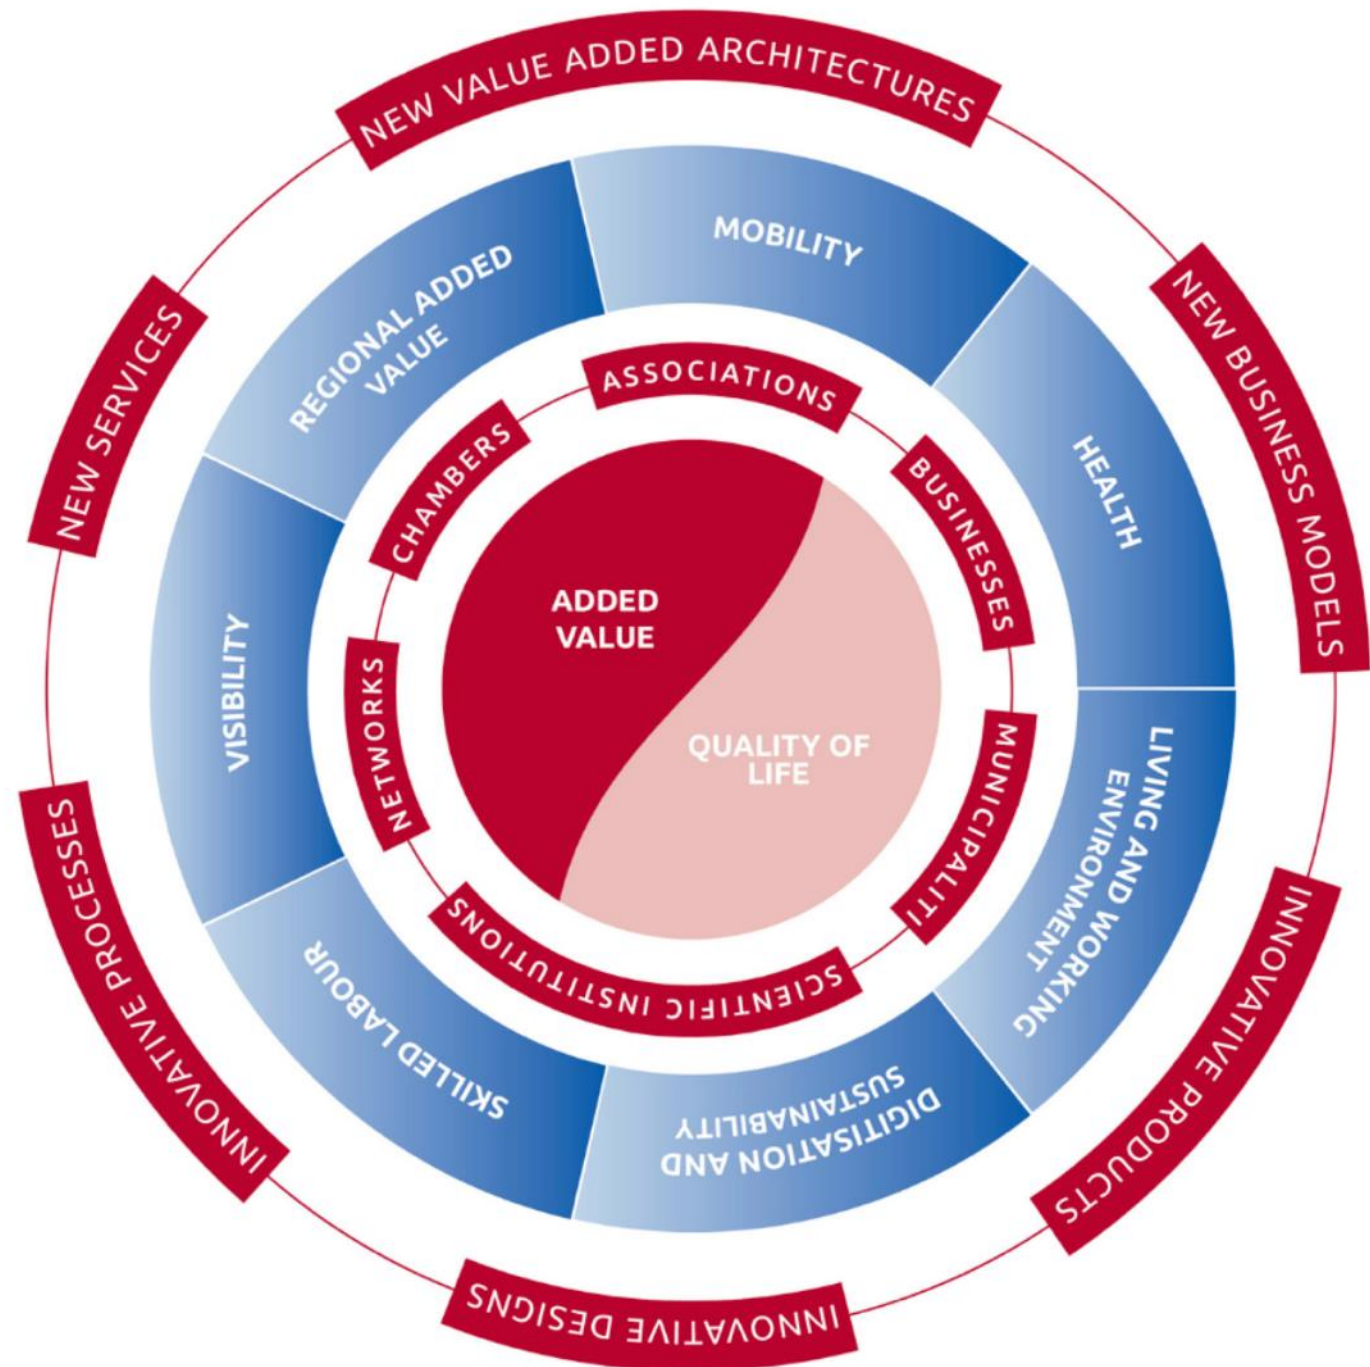 NEW VALUE ADDED ARCHITECTURES
NEW BUSINESS MODELS
INNOVATIVE PRODUCTS
INNOVATIVE DESIGNS
INNOVATIVE PROCESSES
NEW SERVICES
MOBILITY
HEALTH
LIVING AND WORKING
ENVIRONMENT
DIGITISATION AND
SUSTAINABILITY
SKILLED LABOUR
VISIBILITY
REGIONAL ADDED
VALUE
ASSOCIATIONS
BUSINESSES
MUNICIPALITI
SCIENTIFIC INSTITUTIONS
NETWORKS
CHAMBERS
ADDED
VALUE
QUALITY OF
LIFE